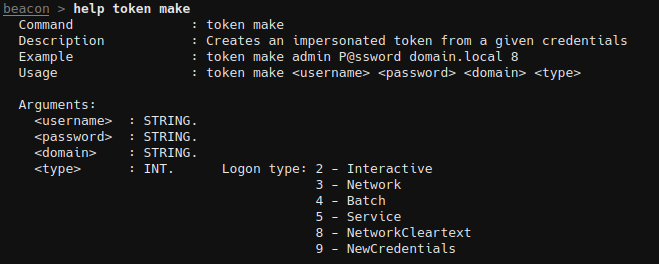 beacon > help token make
Command : token make
Description : Creates an impersonated token from a given credentials
Example : token make admin P@ssword domain.local 8
Usage : token make <username> <password> <domain> <type>
Arguments:
<username> : STRING.
<password> : STRING.
<domain> : STRING.
<type> : INT. Logon type: 2 - Interactive
3 - Network
4 - Batch
5 - Service
8 - NetworkCleartext
9 - NewCredentials